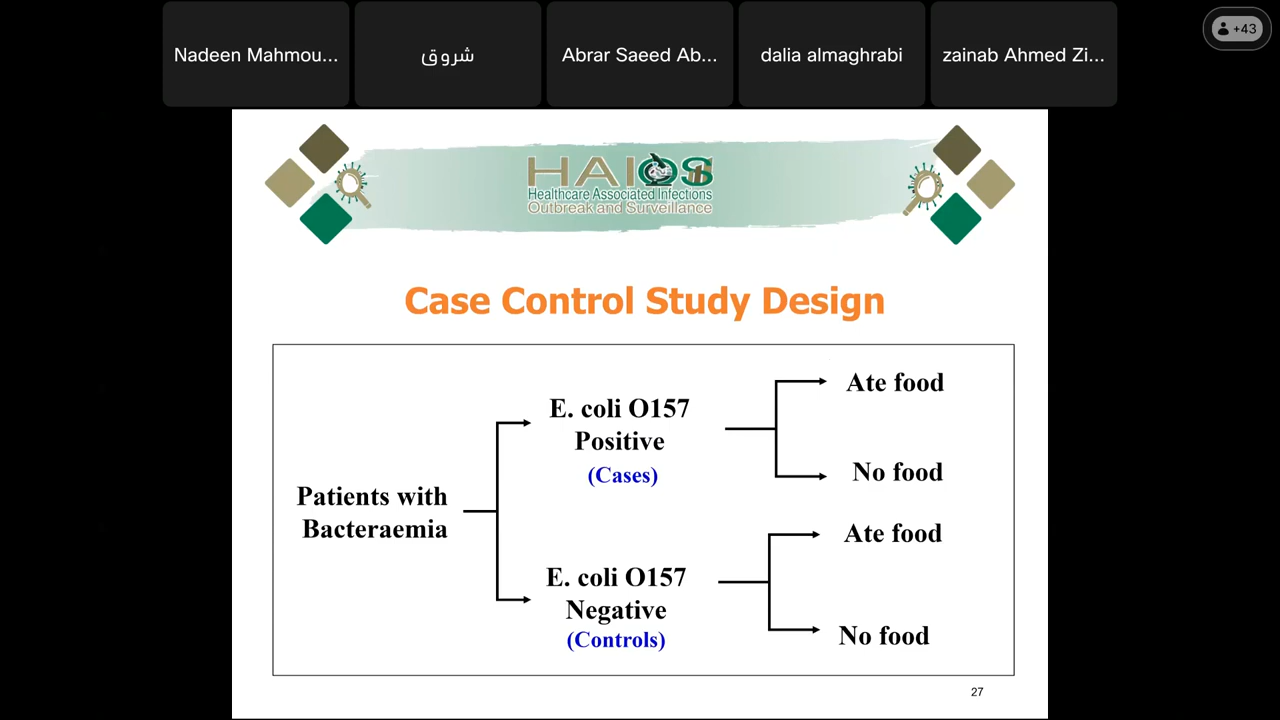 Nadeen Mahmou...
شروق
Abrar Saeed Ab...
dalia almaghrabi
zainab Ahmed Zi...
+43
HAIOS
Healthcare Associated Infections
Outbreak and Surveillance
Case Control Study Design
Patients with
Bacteraemia
E. coli O157
Positive
(Cases)
Ate food
No food
E. coli O157
Negative
(Controls)
Ate food
No food
27